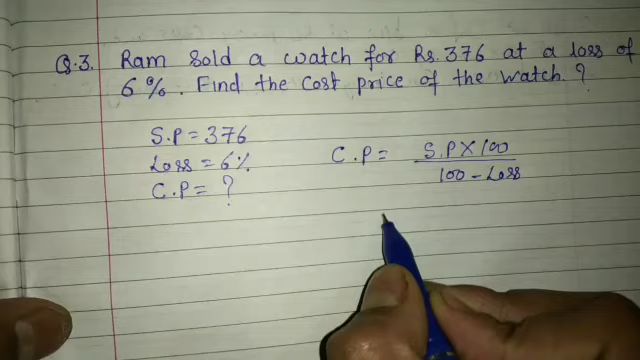 Q.3. Ram sold a watch for Rs. 376 at a loss of
6%. Find the cost price of the watch.?
S.P = 376
Loss = 6%
C.P = ?
C.P = S.P × 100
100 - Loss